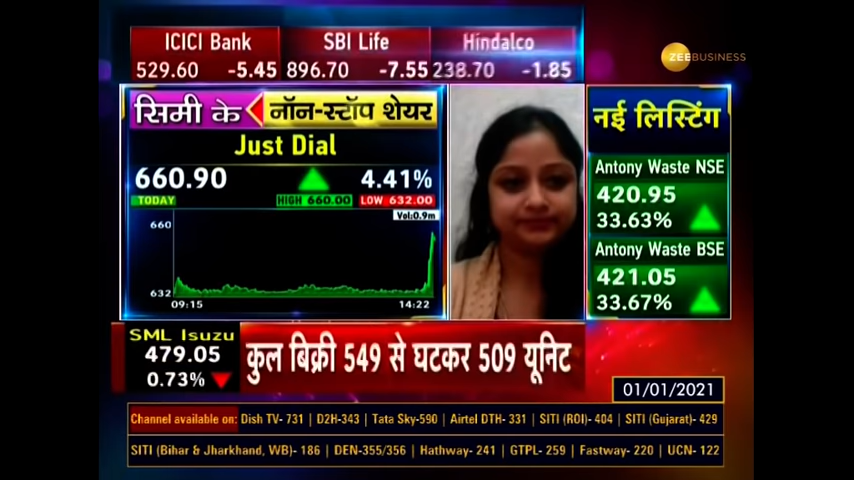 ICICI Bank
529.60 -5.45
SBI Life
896.70 -7.55
Hindalco
238.70 -1.85
ZEE BUSINESS
सिमी के नॉन-स्टॉप शेयर
Just Dial
660.90 4.41%
TODAY HIGH 660.00 LOW 632.00
Vol:0.9m
660
632
09:15 14:22
नई लिस्टिंग
Antony Waste NSE
420.95
33.63%
Antony Waste BSE
421.05
33.67%
SML Isuzu
479.05
0.73%
कुल बिक्री 549 से घटकर 509 यूनिट
01/01/2021
Channel available on: Dish TV- 731 | D2H-343 | Tata Sky-590 | Airtel DTH- 331 | SITI (ROI)- 404 | SITI (Gujarat)- 429
SITI (Bihar & Jharkhand, WB)- 186 | DEN-355/356 | Hathway- 241 | GTPL- 259 | Fastway- 220 | UCN- 122